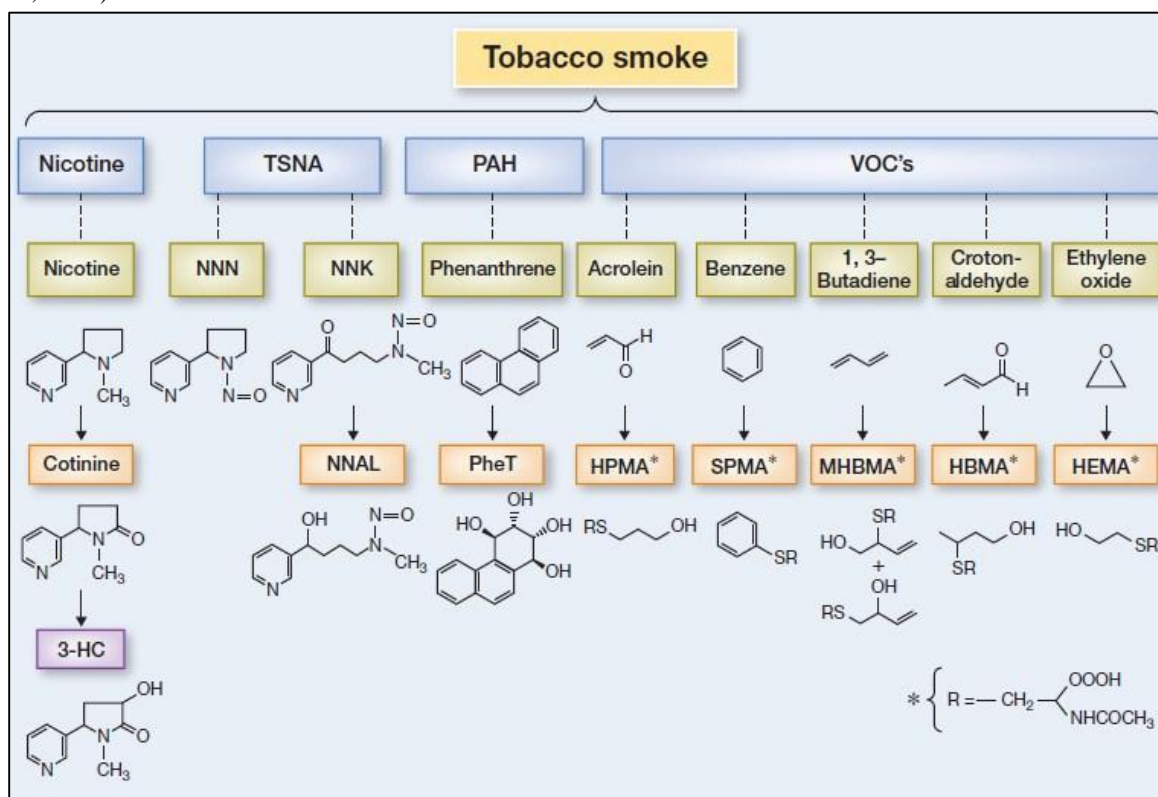 Tobacco smoke
Nicotine TSNA PAH VOC's
Nicotine NNN NNK Phenanthrene Acrolein Benzene 1, 3– Croton- Ethylene
Butadiene aldehyde oxide
N N N=O
N CH₃ N N=O N O N CH₃ O H O H O
Cotinine NNAL PheT HPMA* SPMA* MHBMA* HBMA* HEMA*
N N O CH₃ OH N=O N CH₃ N HO OH OH OH RS OH SR HO SR + OH RS OH SR HO SR
3-HC
OH
N N O
CH₃
* { R = — CH₂ OOOH
NHCOCH₃